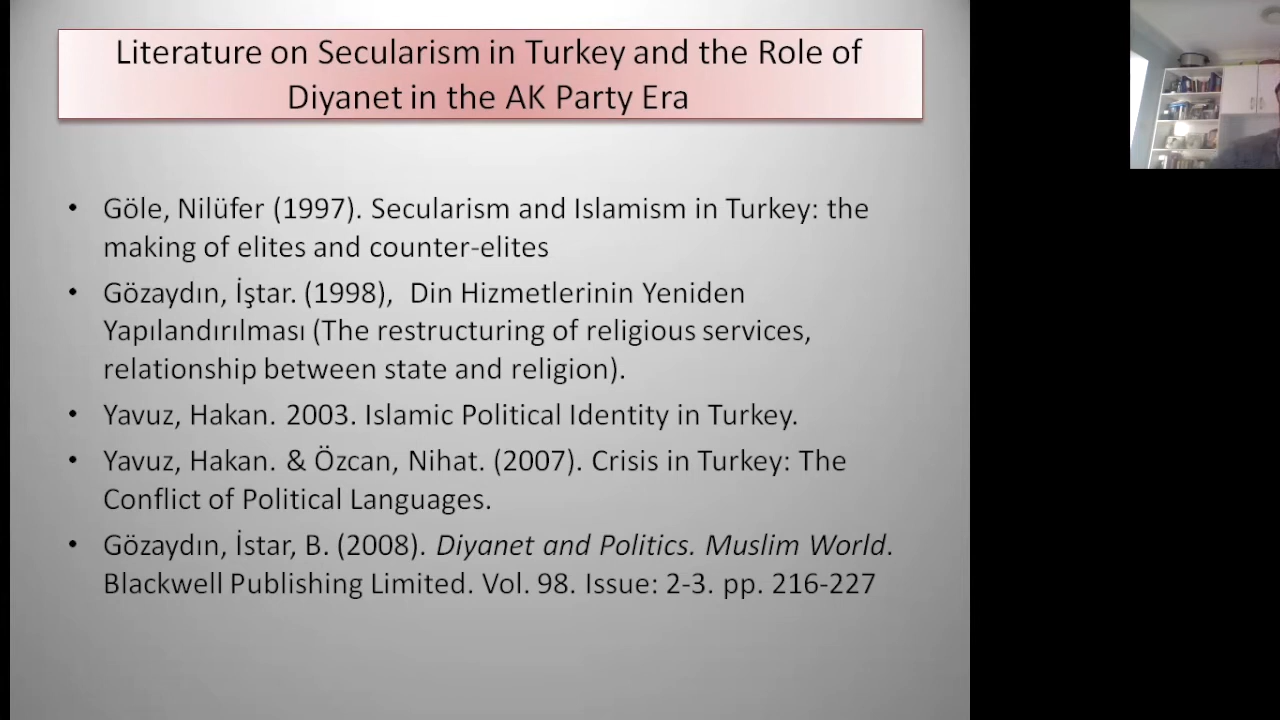 Literature on Secularism in Turkey and the Role of
Diyanet in the AK Party Era
• Göle, Nilüfer (1997). Secularism and Islamism in Turkey: the
making of elites and counter-elites
• Gözaydın, İştar. (1998), Din Hizmetlerinin Yeniden
Yapılandırılması (The restructuring of religious services,
relationship between state and religion).
• Yavuz, Hakan. 2003. Islamic Political Identity in Turkey.
• Yavuz, Hakan. & Özcan, Nihat. (2007). Crisis in Turkey: The
Conflict of Political Languages.
• Gözaydın, İstar, B. (2008). Diyanet and Politics. Muslim World.
Blackwell Publishing Limited. Vol. 98. Issue: 2-3. pp. 216-227